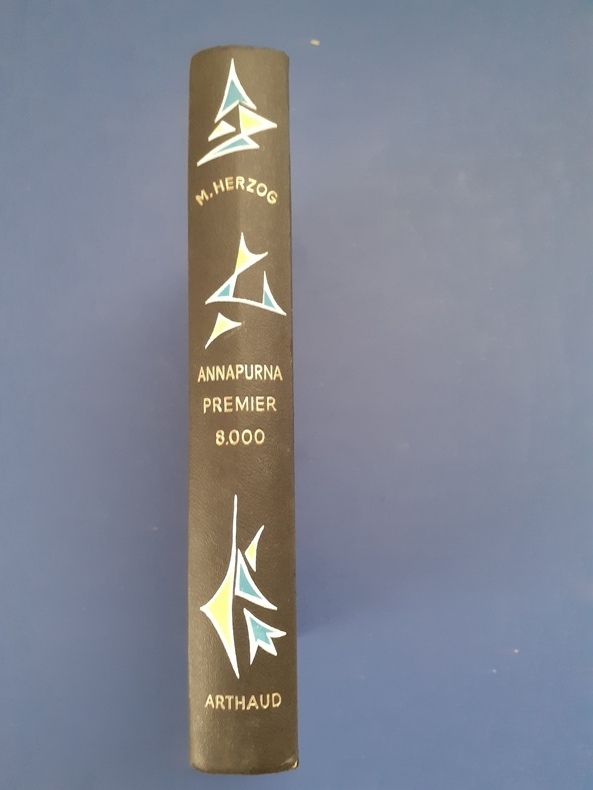 M. HERZOG
ANNAPURNA
PREMIER
8.000
ARTHAUD